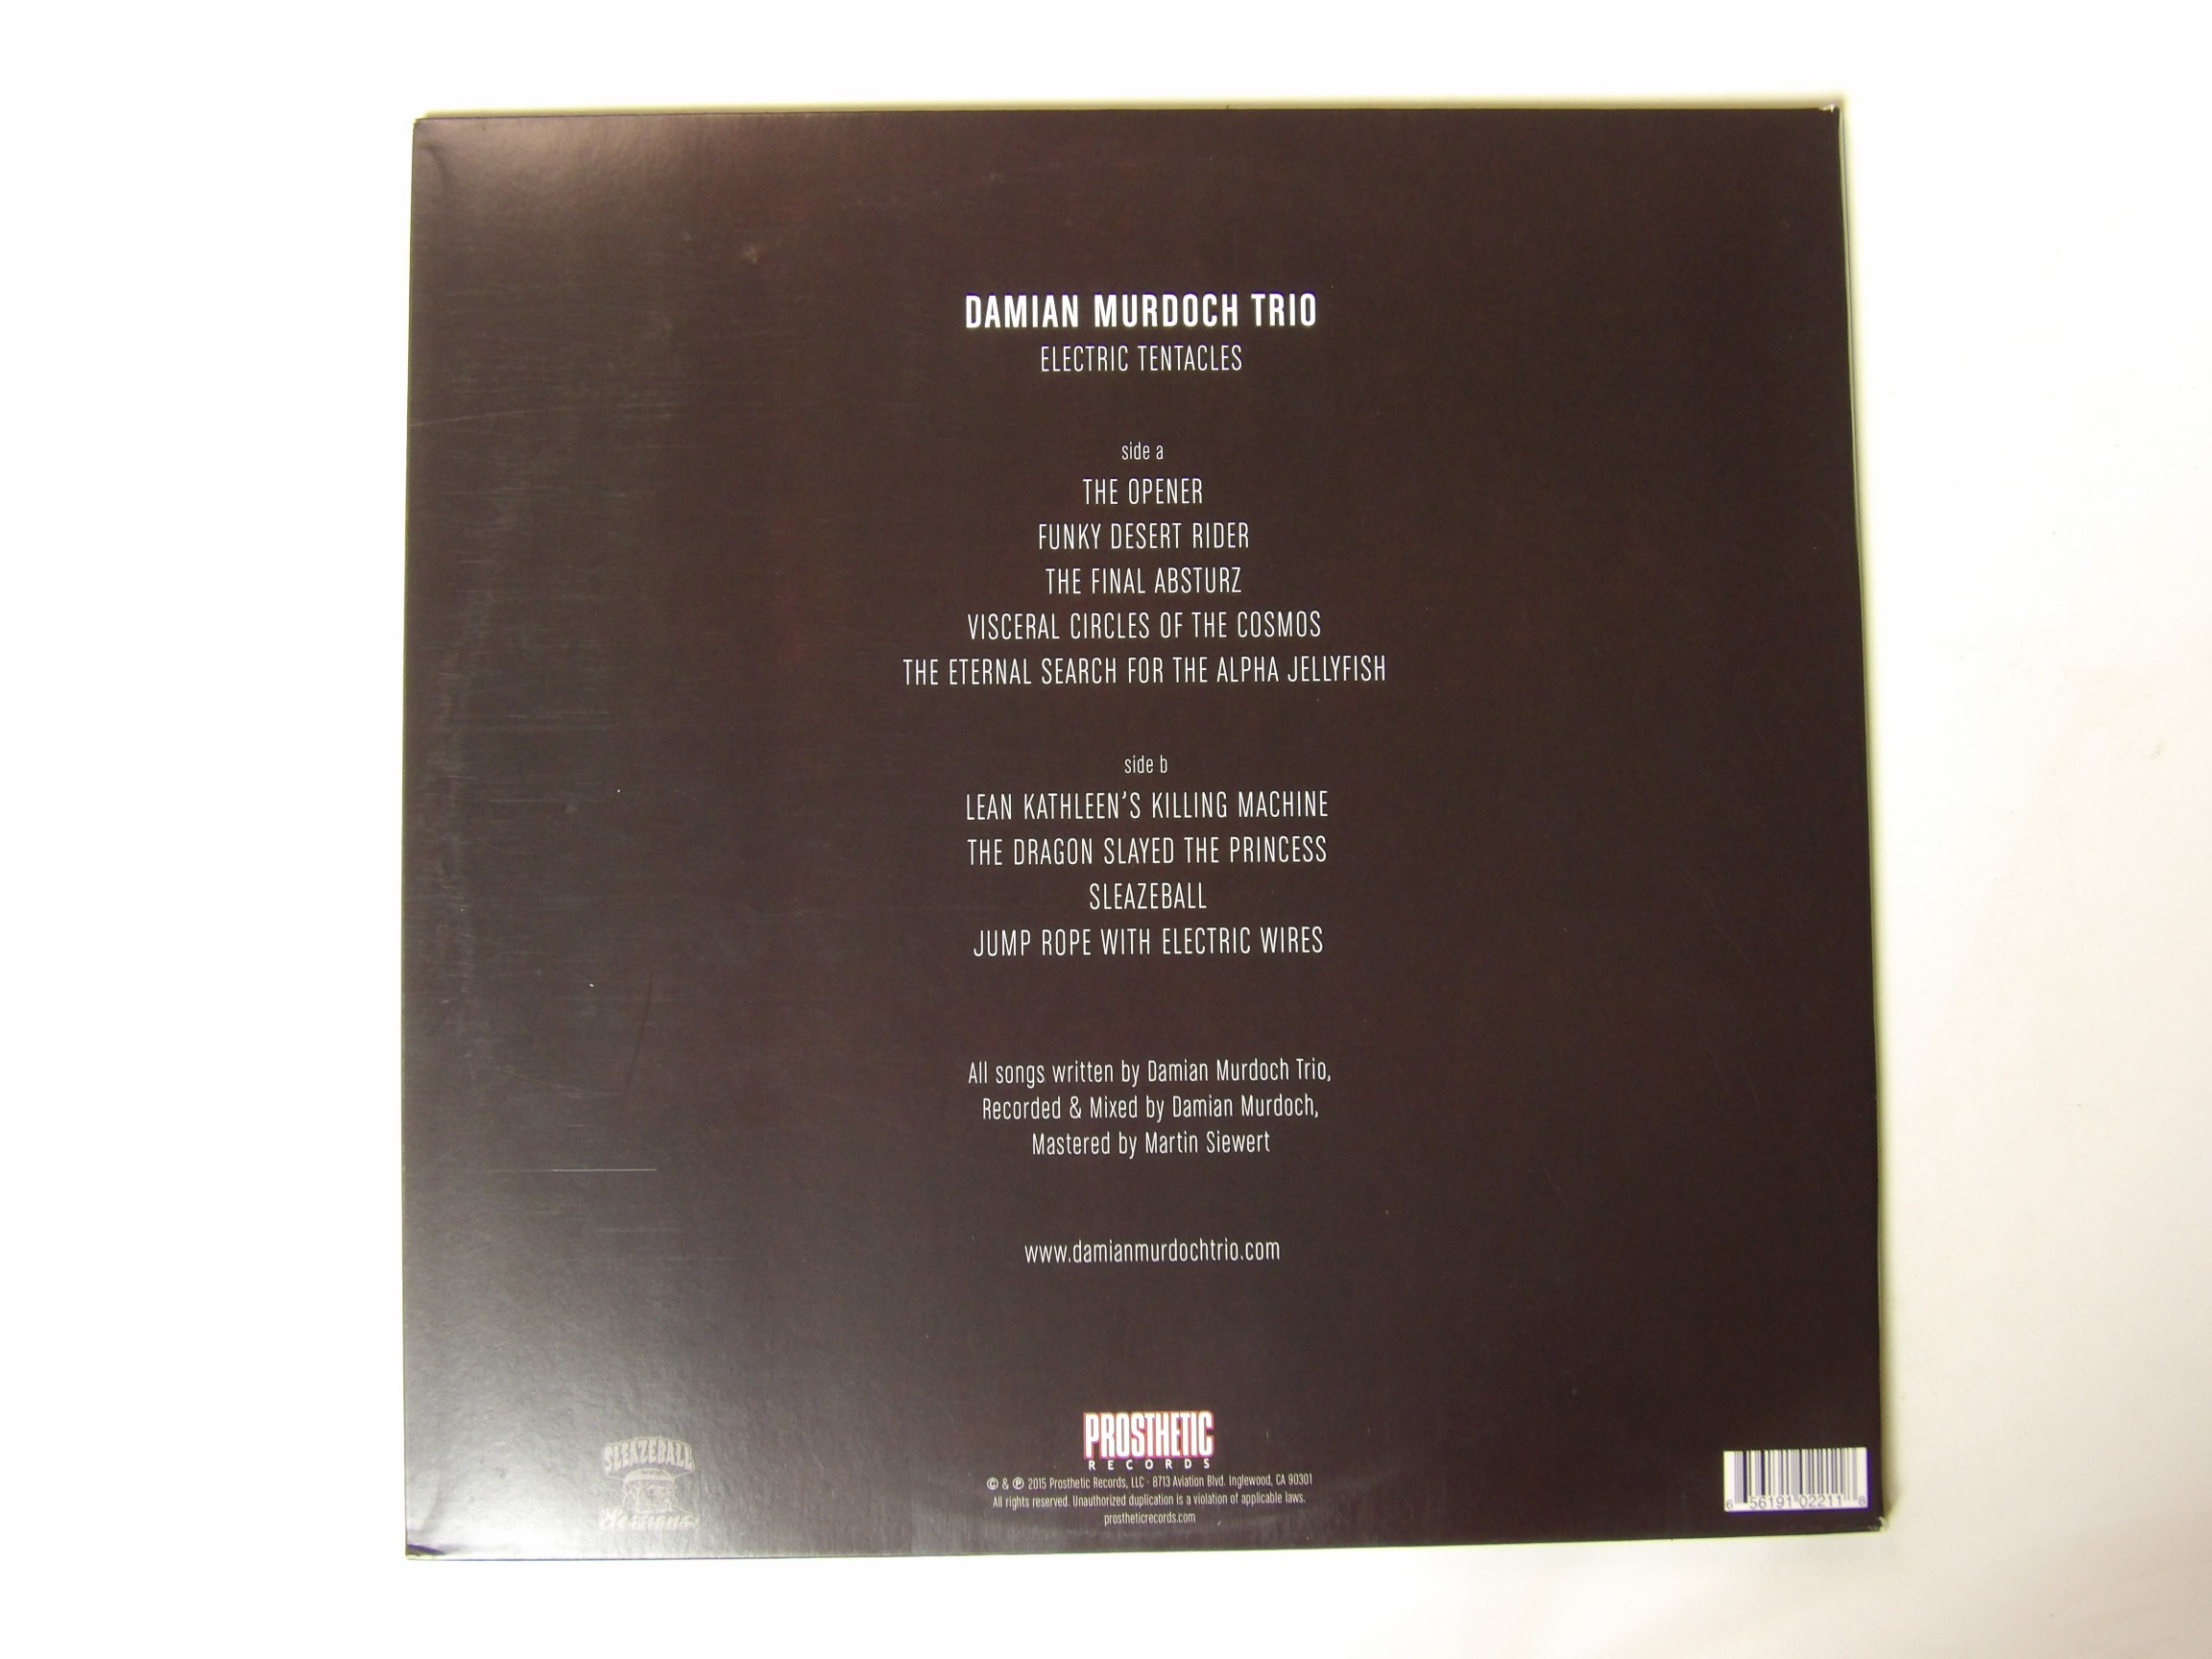 DAMIAN MURDOCH TRIO
ELECTRIC TENTACLES
side a
THE OPENER
FUNKY DESERT RIDER
THE FINAL ABSTURZ
VISCERAL CIRCLES OF THE COSMOS
THE ETERNAL SEARCH FOR THE ALPHA JELLYFISH
side b
LEAN KATHLEEN'S KILLING MACHINE
THE DRAGON SLAYED THE PRINCESS
SLEAZEBALL
JUMP ROPE WITH ELECTRIC WIRES
All songs written by Damian Murdoch Trio,
Recorded & Mixed by Damian Murdoch,
Mastered by Martin Siewert
www.damianmurdochtrio.com
SLEAZEBALL
Sessions
PROSTHETIC
RECORDS
© & ℗ 2015 Prosthetic Records, LLC · 8713 Aviation Blvd. Inglewood, CA 90301
All rights reserved. Unauthorized duplication is a violation of applicable laws.
prostheticrecords.com
6 56191 02211 8